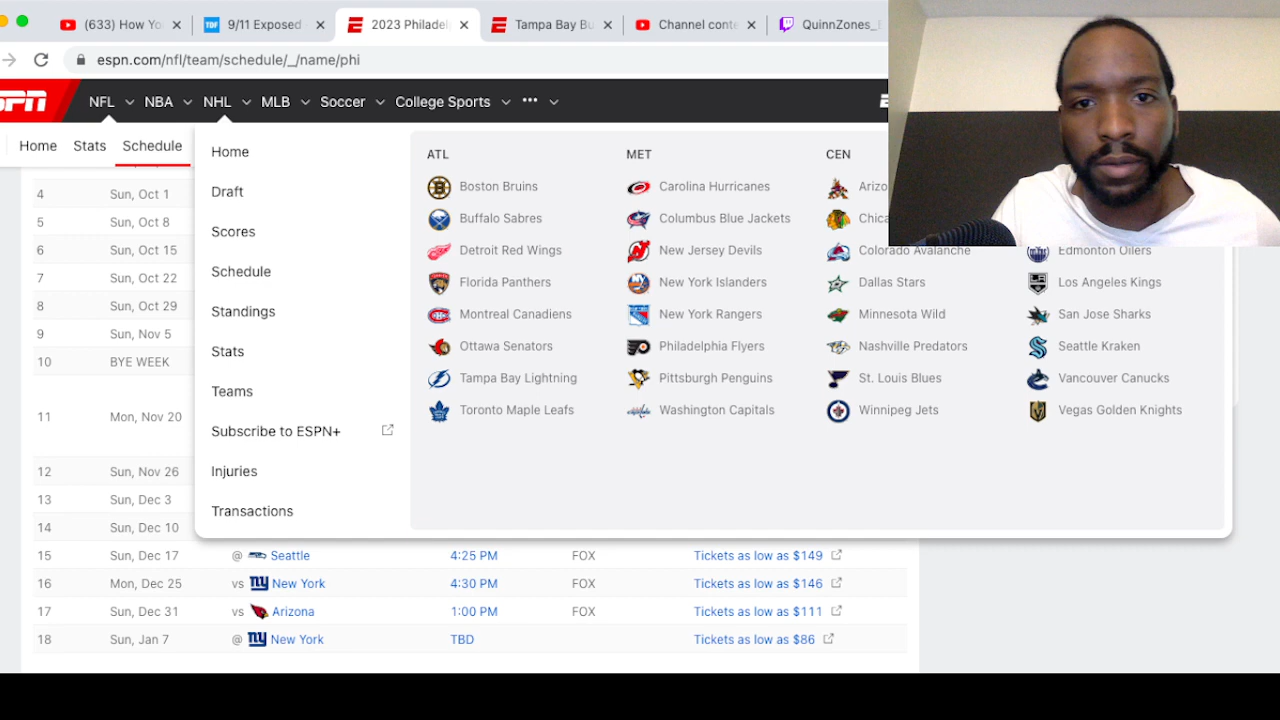 (633) How You
9/11 Exposed
2023 Philadel
Tampa Bay Bu
Channel conte
QuinnZones_
espn.com/nfl/team/schedule/_/name/phi
NFL NBA NHL MLB Soccer College Sports ...
Home Stats Schedule
Home
Draft
Scores
Schedule
Standings
Stats
Teams
Subscribe to ESPN+
Injuries
Transactions
ATL
Boston Bruins
Buffalo Sabres
Detroit Red Wings
Florida Panthers
Montreal Canadiens
Ottawa Senators
Tampa Bay Lightning
Toronto Maple Leafs
MET
Carolina Hurricanes
Columbus Blue Jackets
New Jersey Devils
New York Islanders
New York Rangers
Philadelphia Flyers
Pittsburgh Penguins
Washington Capitals
CEN
Arizo
Chica
Colorado Avalanche
Dallas Stars
Minnesota Wild
Nashville Predators
St. Louis Blues
Winnipeg Jets
Edmonton Oilers
Los Angeles Kings
San Jose Sharks
Seattle Kraken
Vancouver Canucks
Vegas Golden Knights
4 Sun, Oct 1
5 Sun, Oct 8
6 Sun, Oct 15
7 Sun, Oct 22
8 Sun, Oct 29
9 Sun, Nov 5
10 BYE WEEK
11 Mon, Nov 20
12 Sun, Nov 26
13 Sun, Dec 3
14 Sun, Dec 10
15 Sun, Dec 17 @ Seattle 4:25 PM FOX Tickets as low as $149
16 Mon, Dec 25 vs New York 4:30 PM FOX Tickets as low as $146
17 Sun, Dec 31 vs Arizona 1:00 PM FOX Tickets as low as $111
18 Sun, Jan 7 @ New York TBD Tickets as low as $86